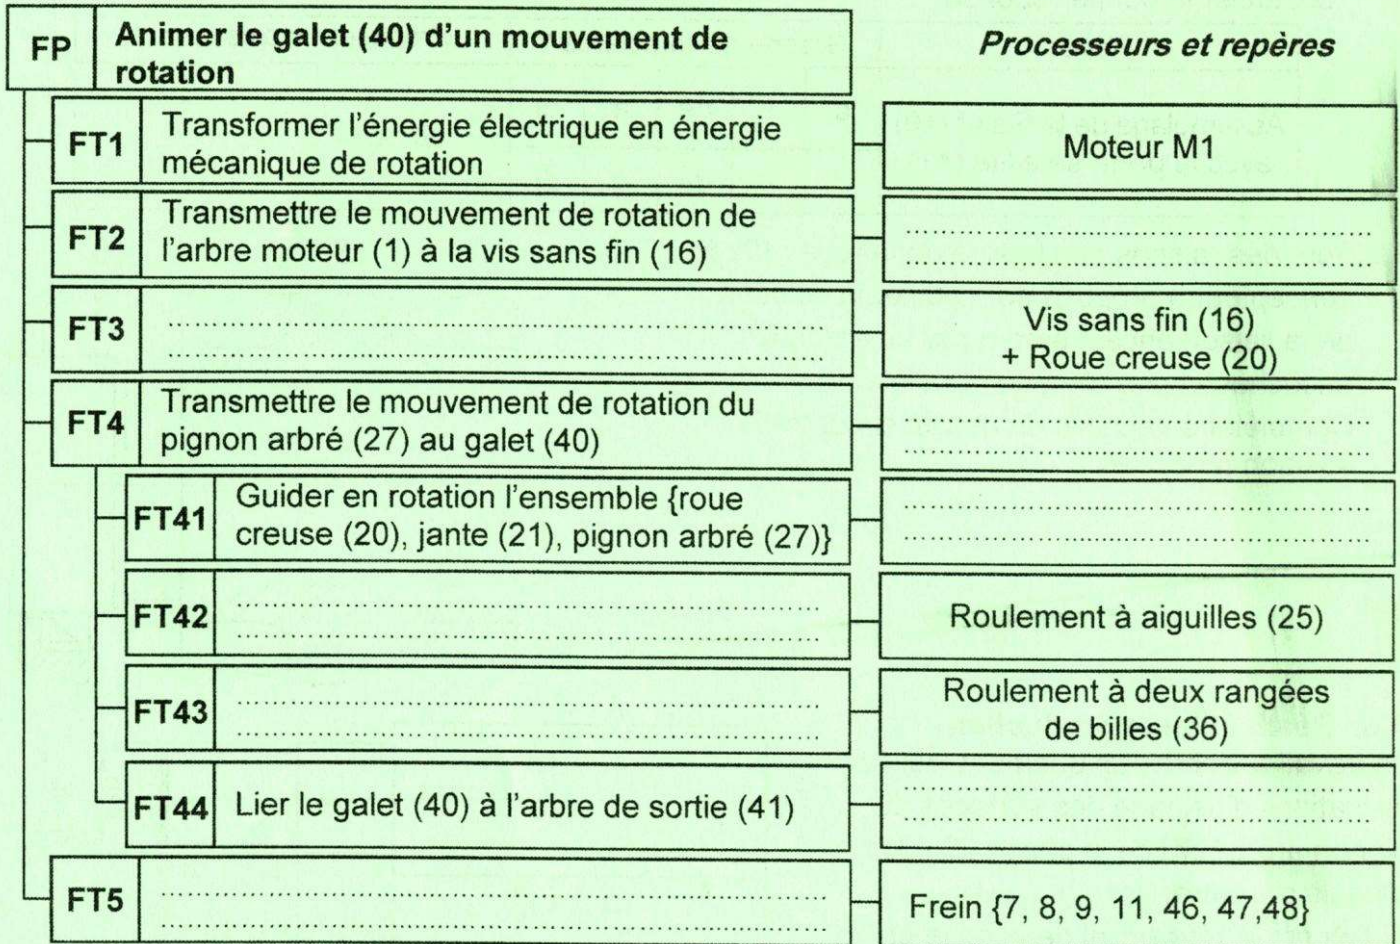 FP
Animer le galet (40) d'un mouvement de
rotation
Processeurs et repères
FT1
Transformer l'énergie électrique en énergie
mécanique de rotation
Moteur M1
FT2
Transmettre le mouvement de rotation de
l'arbre moteur (1) à la vis sans fin (16)
FT3
Vis sans fin (16)
+ Roue creuse (20)
FT4
Transmettre le mouvement de rotation du
pignon arbré (27) au galet (40)
FT41
Guider en rotation l'ensemble {roue
creuse (20), jante (21), pignon arbré (27)}
FT42
Roulement à aiguilles (25)
FT43
Roulement à deux rangées
de billes (36)
FT44
Lier le galet (40) à l'arbre de sortie (41)
FT5
Frein {7, 8, 9, 11, 46, 47,48}